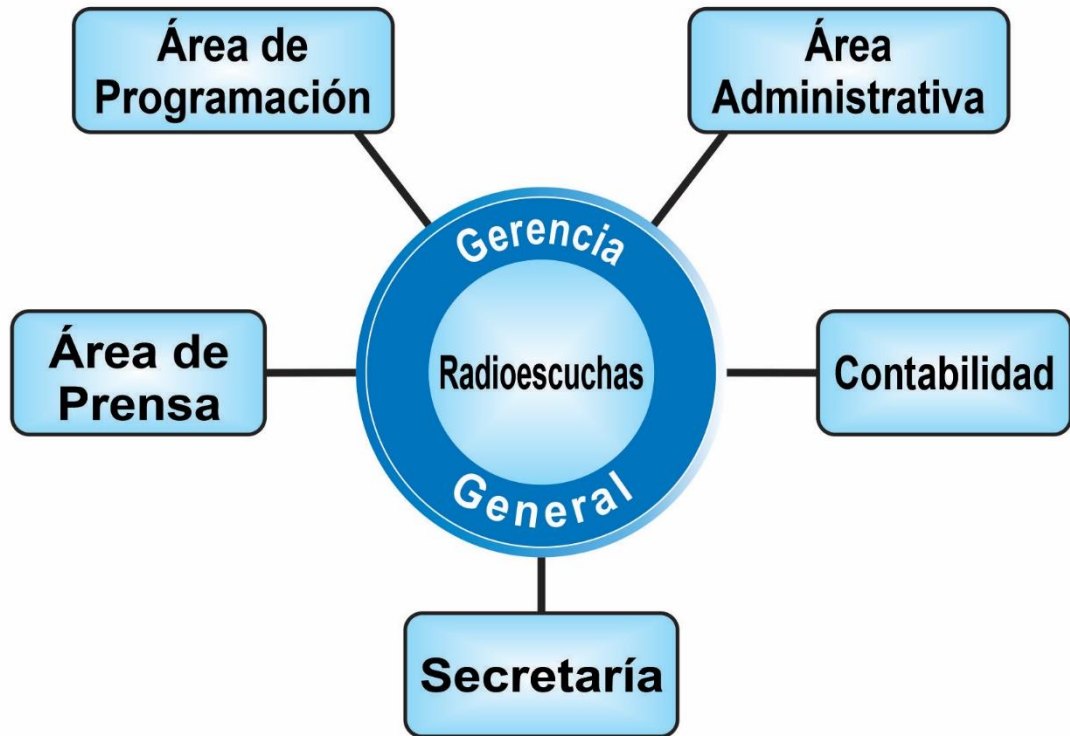 Área de
Programación
Área
Administrativa
Gerencia
Radioescuchas
General
Área de
Prensa
Contabilidad
Secretaría